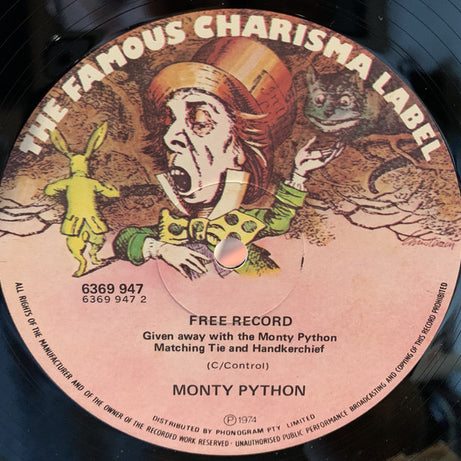 THE FAMOUS CHARISMA LABEL
6369 947
6369 947 2
FREE RECORD
Given away with the Monty Python
Matching Tie and Handkerchief
(C/Control)
MONTY PYTHON
Ⓟ1974
DISTRIBUTED BY PHONOGRAM PTY. LIMITED
ALL RIGHTS OF THE MANUFACTURER AND OF THE OWNER OF THE RECORDED WORK RESERVED · UNAUTHORISED PUBLIC PERFORMANCE BROADCASTING AND COPYING OF THIS RECORD PROHIBITED